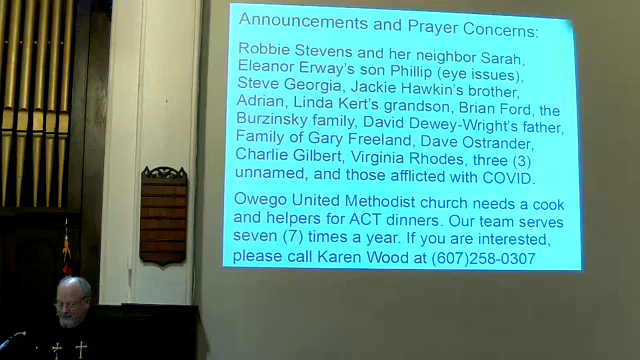 Announcements and Prayer Concerns:
Robbie Stevens and her neighbor Sarah,
Eleanor Erway's son Phillip (eye issues),
Steve Georgia, Jackie Hawkin's brother,
Adrian, Linda Kert's grandson, Brian Ford, the
Burzinsky family, David Dewey-Wright's father,
Family of Gary Freeland, Dave Ostrander,
Charlie Gilbert, Virginia Rhodes, three (3)
unnamed, and those afflicted with COVID.
Owego United Methodist church needs a cook
and helpers for ACT dinners. Our team serves
seven (7) times a year. If you are interested,
please call Karen Wood at (607)258-0307